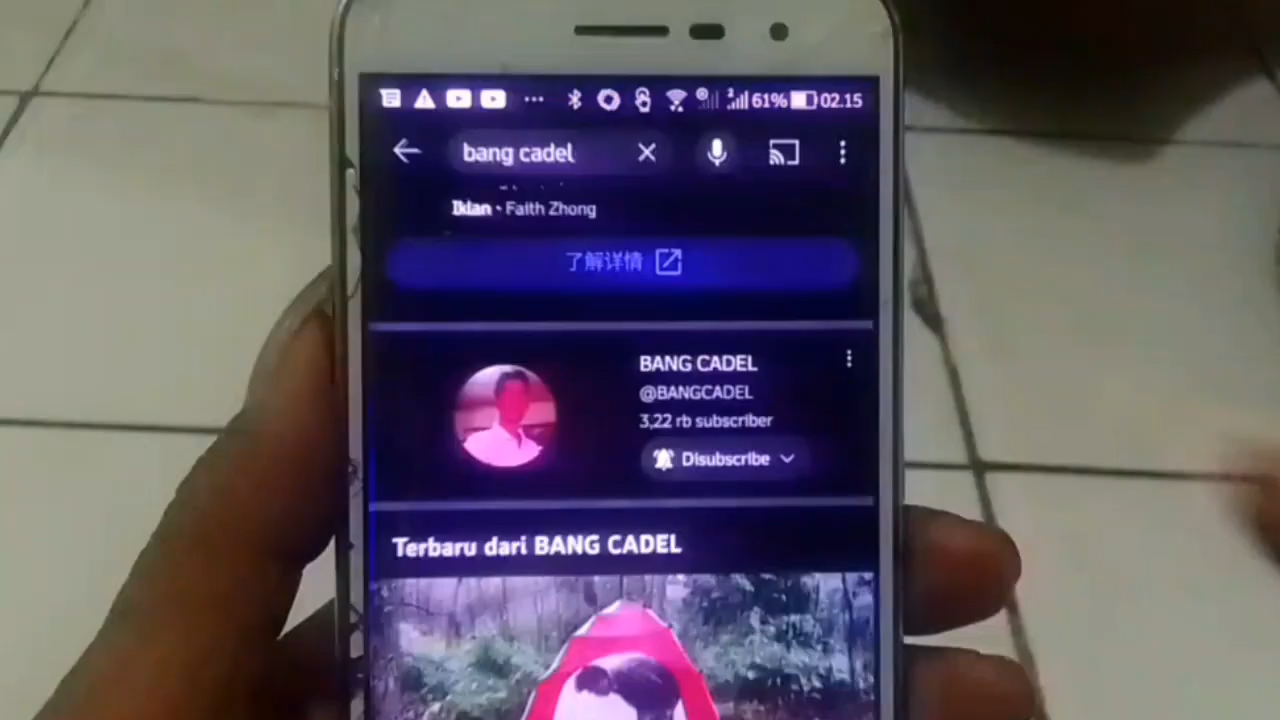 61% 02.15
bang cadel
Iklan · Faith Zhong
了解详情
BANG CADEL
@BANGCADEL
3,22 rb subscriber
Disubscribe
Terbaru dari BANG CADEL